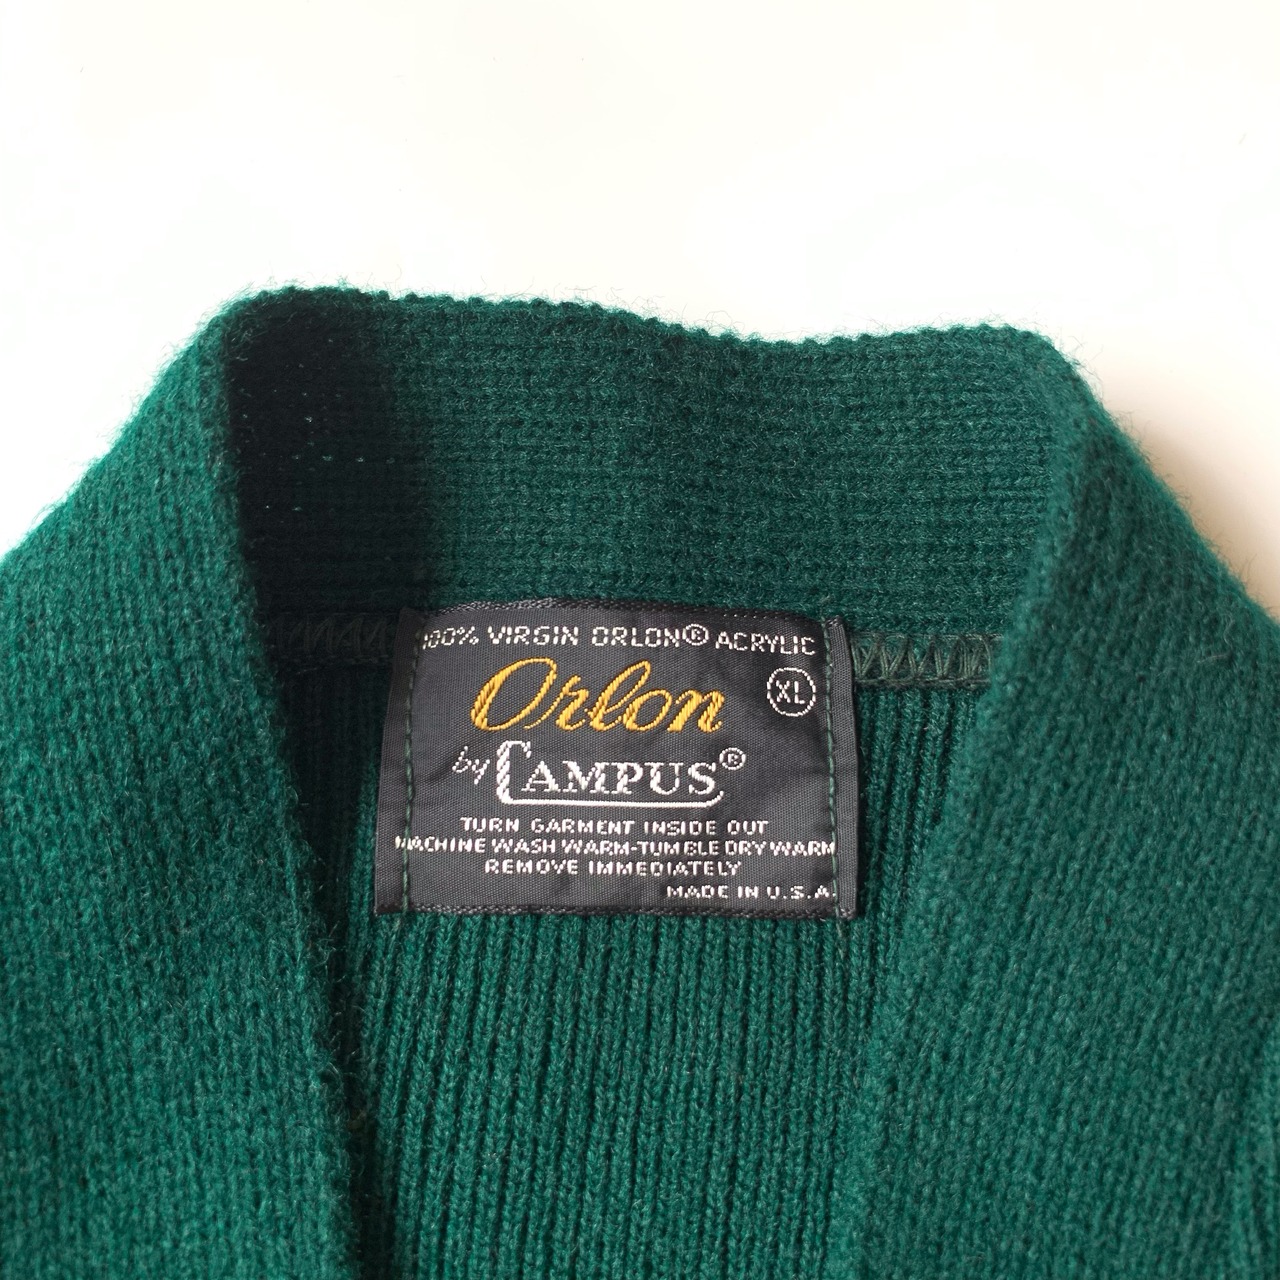 100% VIRGIN ORLON® ACRYLIC
Orlon XL
by CAMPUS®
TURN GARMENT INSIDE OUT
MACHINE WASH WARM-TUMBLE DRY WARM
REMOVE IMMEDIATELY
MADE IN U.S.A.